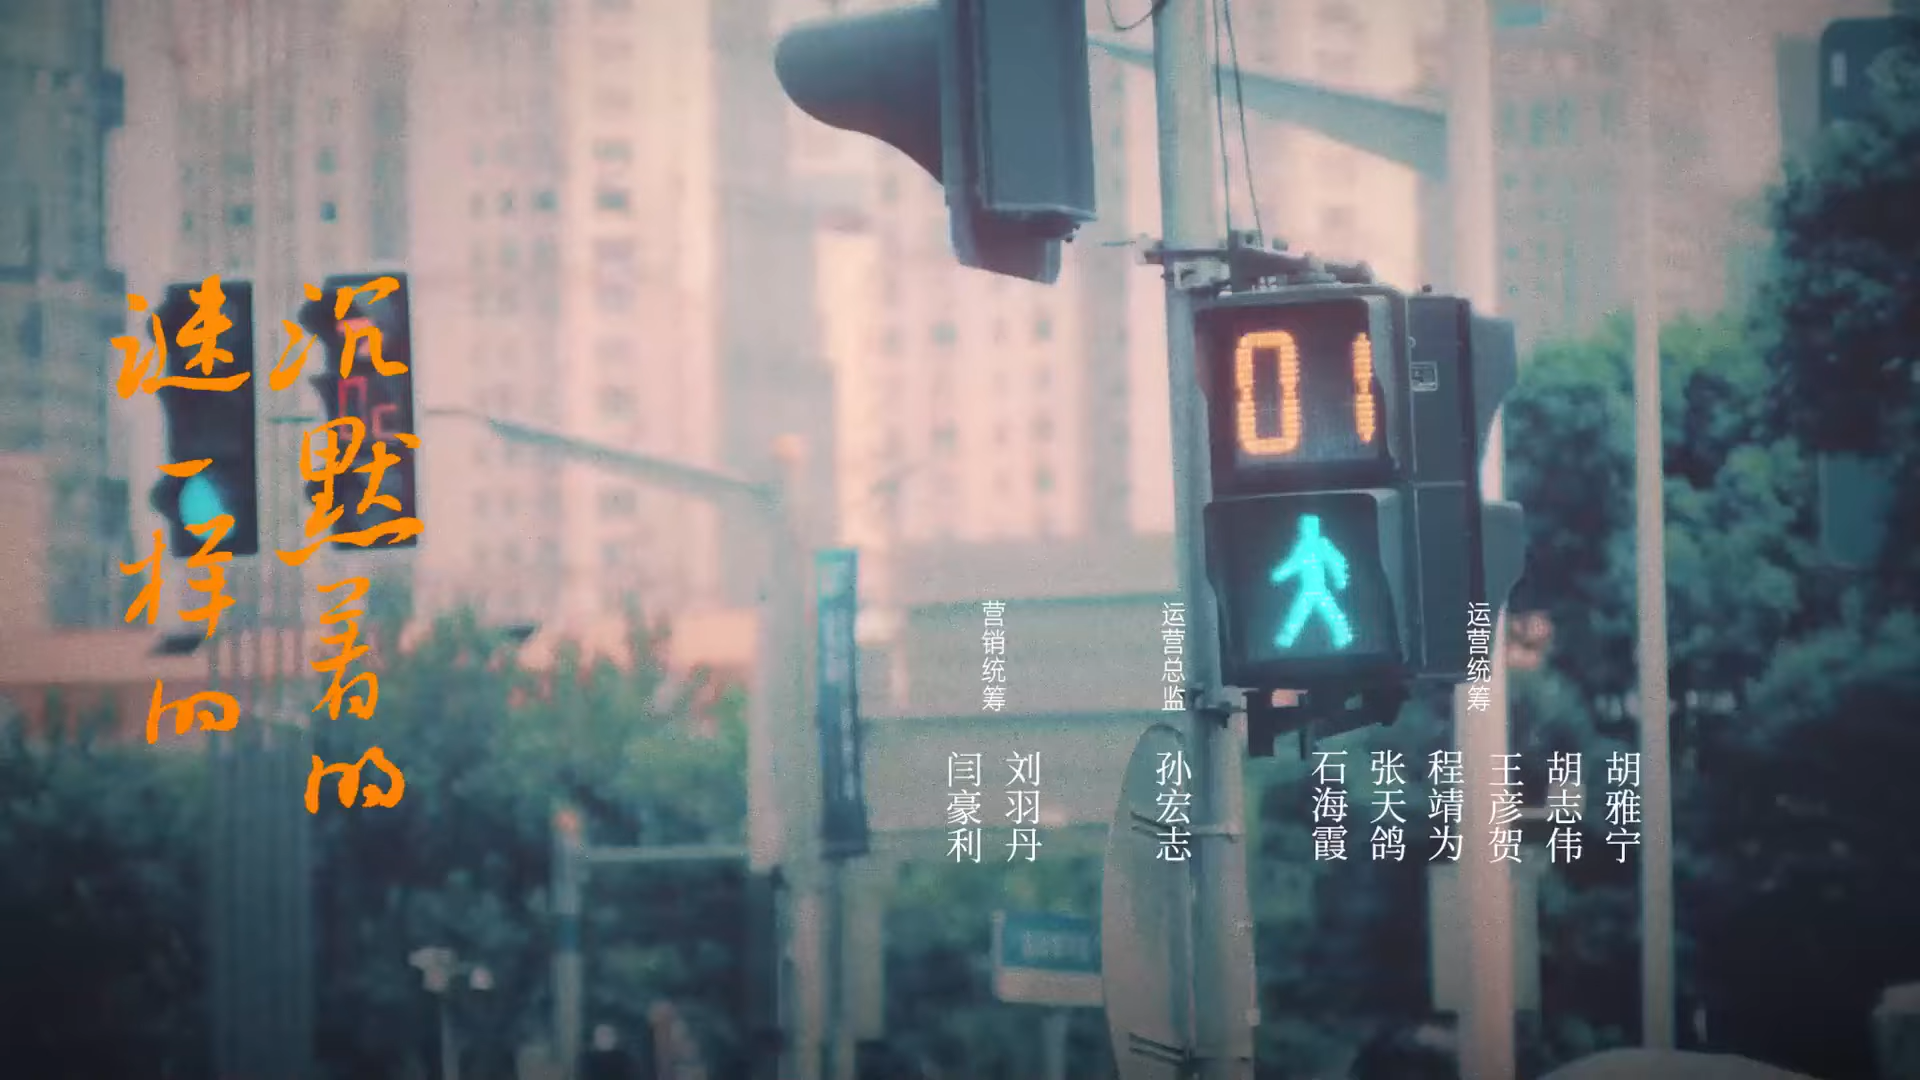 沉默着的
谜一样的
01
营销统筹
闫豪利
刘羽丹
运营总监
孙宏志
运营统筹
石海霞
张天鸽
程靖为
王彦贺
胡志伟
胡雅宁